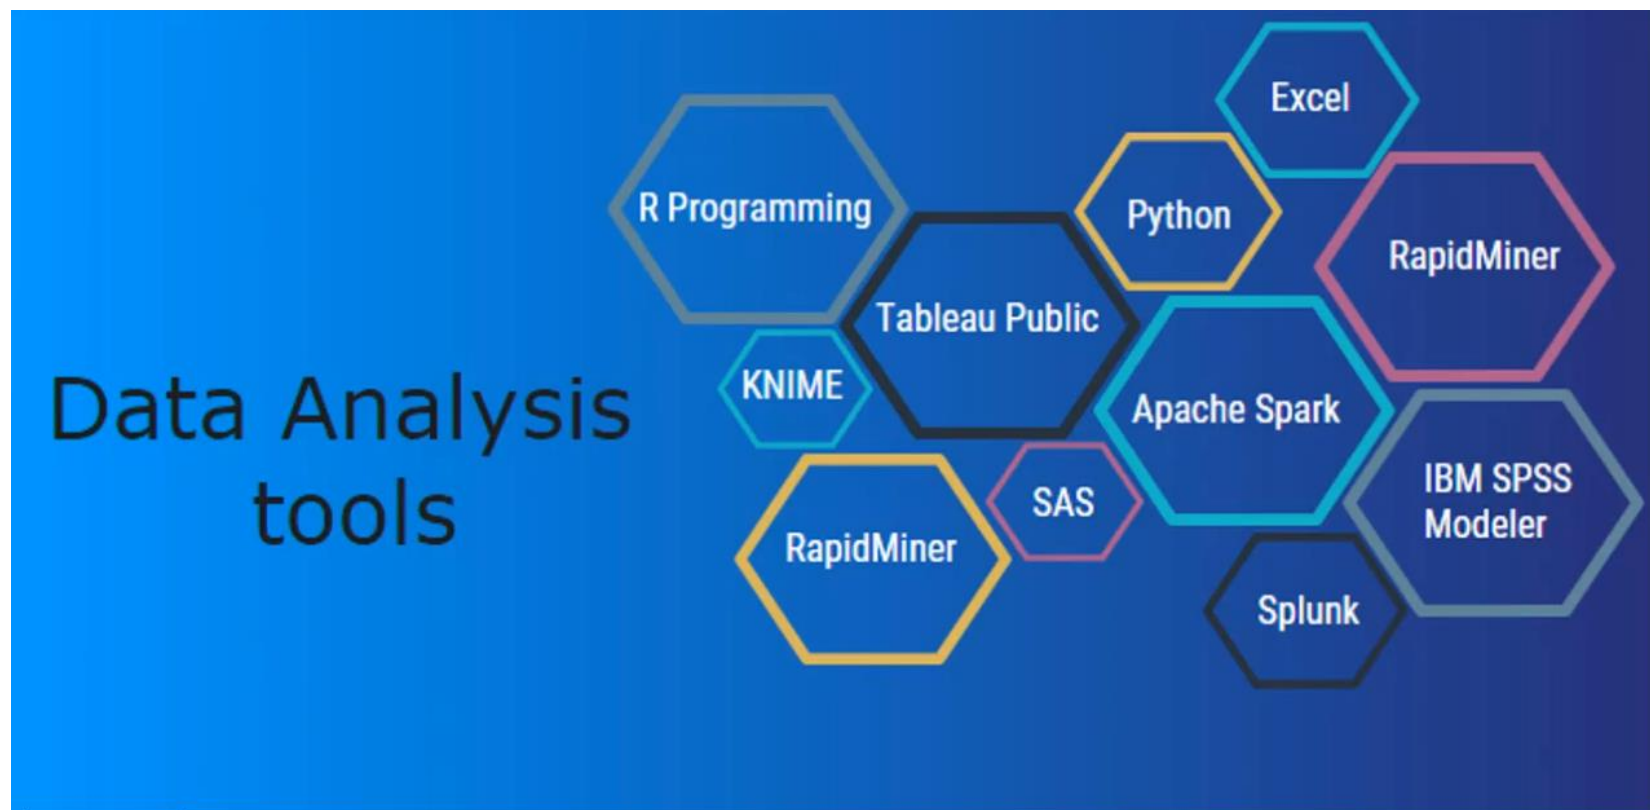 Data Analysis
tools
R Programming
Tableau Public
Python
Excel
RapidMiner
KNIME
Apache Spark
RapidMiner
SAS
IBM SPSS
Modeler
Splunk